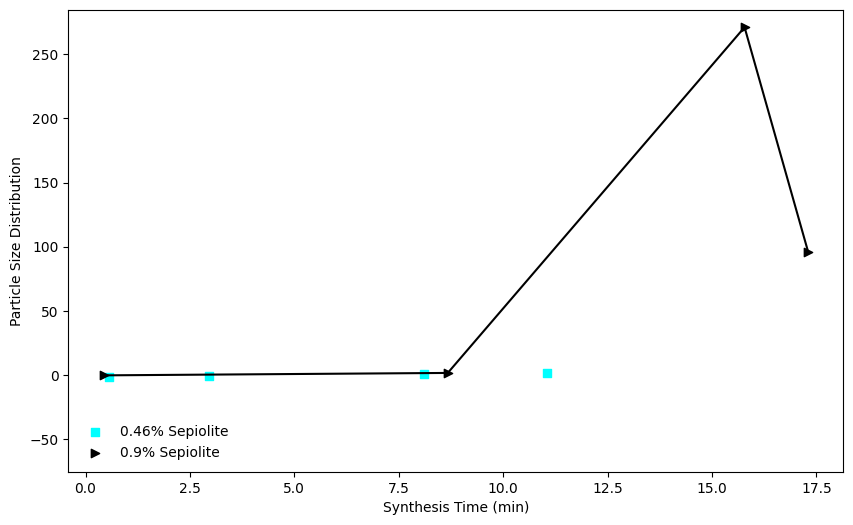 250
200
150
100
50
0
−50
Particle Size Distribution
0.46% Sepiolite
0.9% Sepiolite
0.0 2.5 5.0 7.5 10.0 12.5 15.0 17.5
Synthesis Time (min)